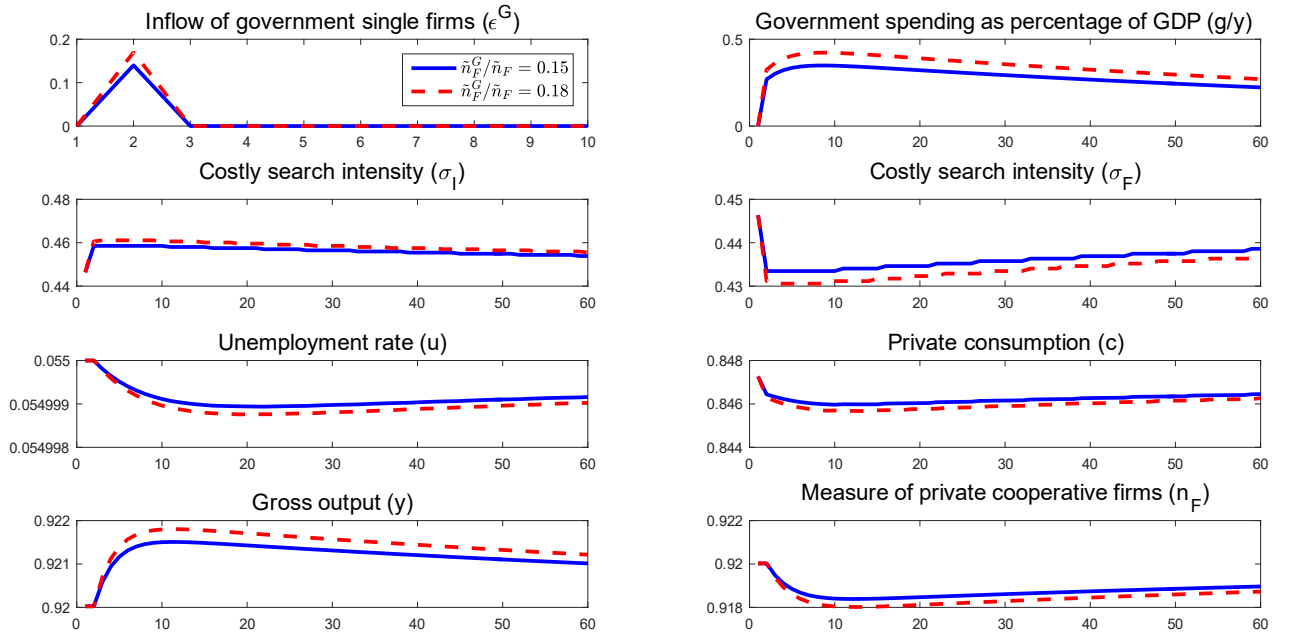 Inflow of government single firms (ϵ^G)
0.2
0.1
0
1 2 3 4 5 6 7 8 9 10
ñ_F^G/ñ_F = 0.15
ñ_F^G/ñ_F = 0.18
Government spending as percentage of GDP (g/y)
0.5
0
0 10 20 30 40 50 60
Costly search intensity (σ_I)
0.48
0.46
0.44
0 10 20 30 40 50 60
Costly search intensity (σ_F)
0.45
0.44
0.43
0 10 20 30 40 50 60
Unemployment rate (u)
0.055
0.054999
0.054998
0 10 20 30 40 50 60
Private consumption (c)
0.848
0.846
0.844
0 10 20 30 40 50 60
Gross output (y)
0.922
0.921
0.92
0 10 20 30 40 50 60
Measure of private cooperative firms (n_F)
0.922
0.92
0.918
0 10 20 30 40 50 60